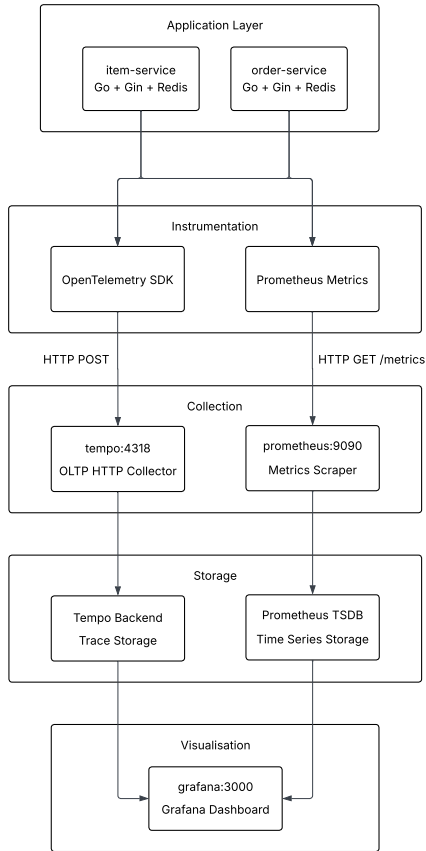 Application Layer
item-service
Go + Gin + Redis
order-service
Go + Gin + Redis
Instrumentation
OpenTelemetry SDK
Prometheus Metrics
HTTP POST
HTTP GET /metrics
Collection
tempo:4318
OLTP HTTP Collector
prometheus:9090
Metrics Scraper
Storage
Tempo Backend
Trace Storage
Prometheus TSDB
Time Series Storage
Visualisation
grafana:3000
Grafana Dashboard